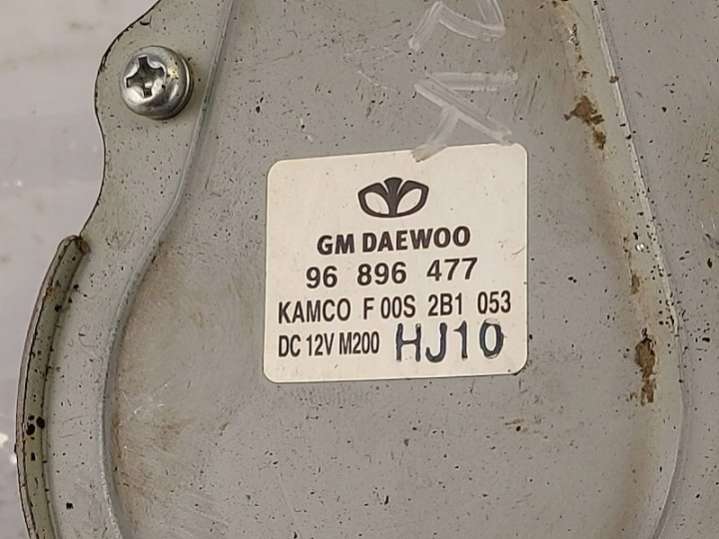 GM DAEWOO
96 896 477
KAMCO F 00S 2B1 053
DC 12V M200 HJ10